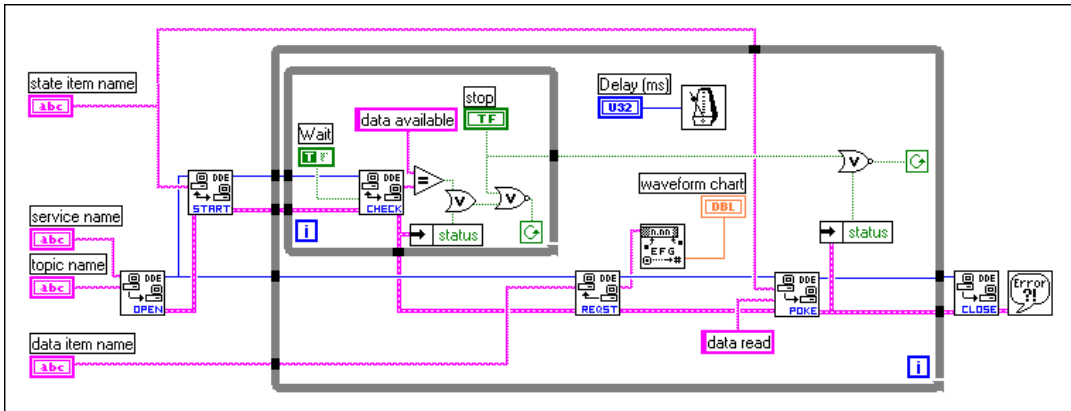 state item name
abc
Delay (ms)
U32
stop
TF
data available
Wait
T F
DDE
START
DDE
CHECK
=
V
V
V
waveform chart
DBL
service name
abc
i
status
n.nn
EFG
#
status
topic name
abc
DDE
OPEN
DDE
REQST
DDE
POKE
DDE
CLOSE
Error
?!
data read
data item name
abc
i